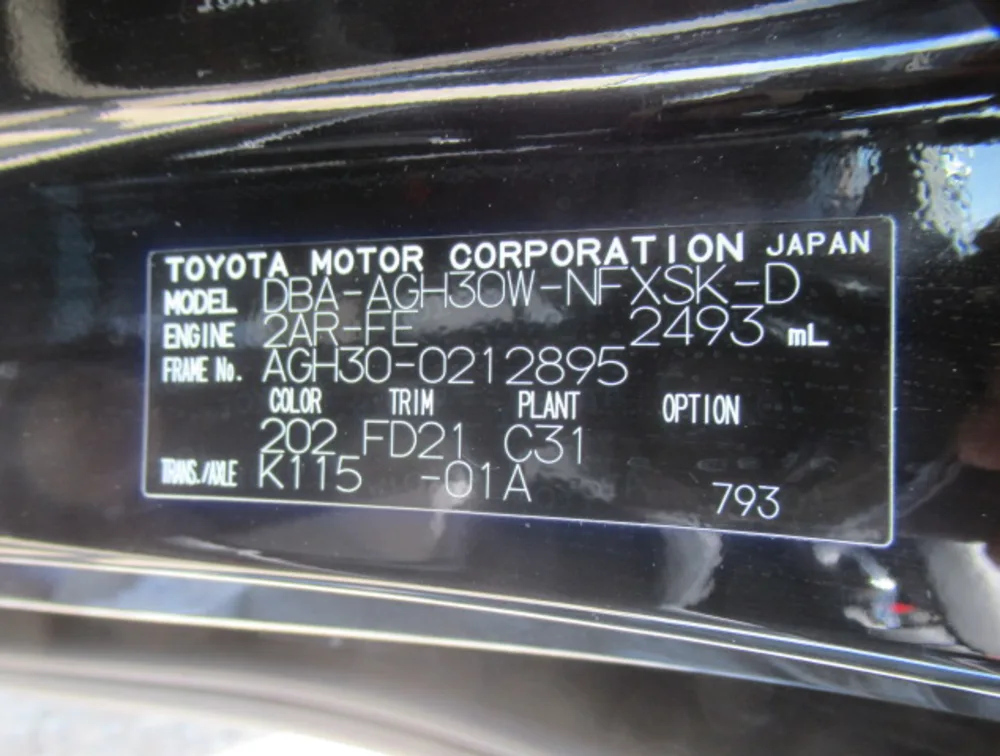 TOYOTA MOTOR CORPORATION JAPAN
MODEL DBA-AGH30W-NFXSK-D
ENGINE 2AR-FE 2493 mL
FRAME No. AGH30-0212895
COLOR TRIM PLANT OPTION
202 FD21 C31
TRANS./AXLE K115 -01A 793